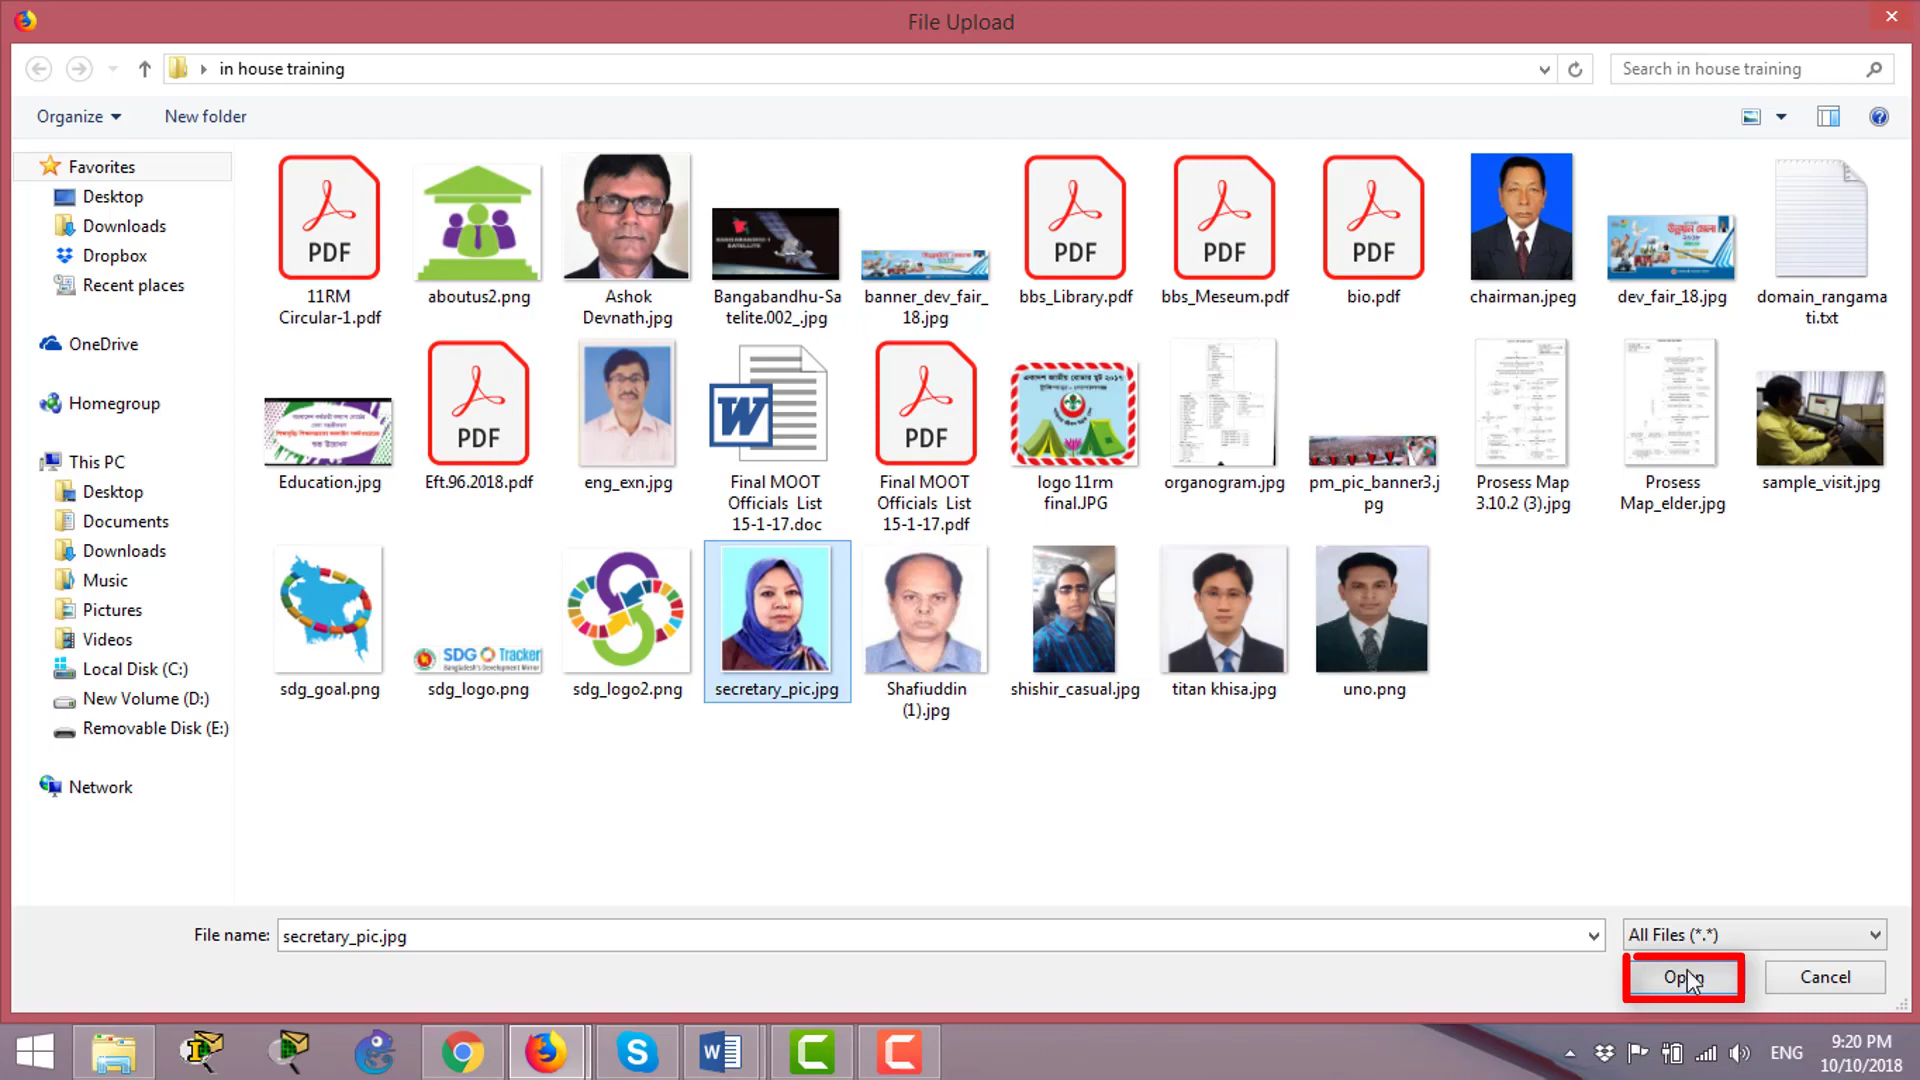 File Upload
in house training
Search in house training
Organize
New folder
Favorites
Desktop
Downloads
Dropbox
Recent places
OneDrive
Homegroup
This PC
Desktop
Documents
Downloads
Music
Pictures
Videos
Local Disk (C:)
New Volume (D:)
Removable Disk (E:)
Network
PDF
PDF
PDF
PDF
11RM
Circular-1.pdf
aboutus2.png
Ashok
Devnath.jpg
Bangabandhu-Sa
telite.002_.jpg
banner_dev_fair_
18.jpg
bbs_Library.pdf
bbs_Meseum.pdf
bio.pdf
chairman.jpeg
dev_fair_18.jpg
domain_rangama
ti.txt
PDF
W
PDF
Education.jpg
Eft.96.2018.pdf
eng_exn.jpg
Final MOOT
Officials List
15-1-17.doc
Final MOOT
Officials List
15-1-17.pdf
logo 11rm
final.JPG
organogram.jpg
pm_pic_banner3.j
pg
Prosess Map
3.10.2 (3).jpg
Prosess
Map_elder.jpg
sample_visit.jpg
SDG Tracker
Bangladesh's Development Mirror
sdg_goal.png
sdg_logo.png
sdg_logo2.png
secretary_pic.jpg
Shafiuddin
(1).jpg
shishir_casual.jpg
titan khisa.jpg
uno.png
File name:
secretary_pic.jpg
All Files (*.*)
Open
Cancel
ENG
9:20 PM
10/10/2018